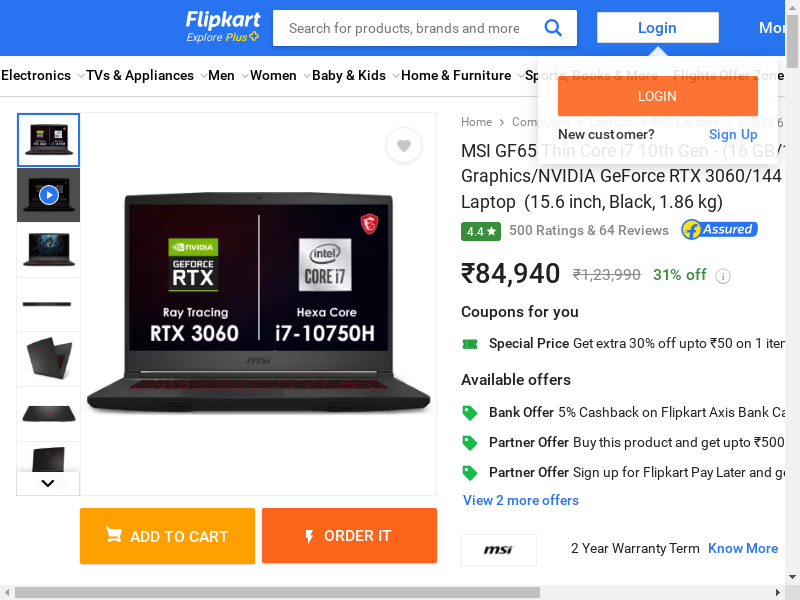 Flipkart
Explore Plus
Search for products, brands and more
Login
Mor
Electronics
TVs & Appliances
Men
Women
Baby & Kids
Home & Furniture
Sports, Books & More
Flights Offer Zone
LOGIN
New customer? Sign Up
Home
Computers
Laptops
MSI Laptops
MSI GF65
MSI GF65 Thin Core i7 10th Gen - (16 GB/1
Graphics/NVIDIA GeForce RTX 3060/144
Laptop (15.6 inch, Black, 1.86 kg)
4.4 500 Ratings & 64 Reviews Assured
₹84,940 ₹1,23,990 31% off
Coupons for you
Special Price Get extra 30% off upto ₹50 on 1 iten
Available offers
Bank Offer 5% Cashback on Flipkart Axis Bank Ca
Partner Offer Buy this product and get upto ₹500
Partner Offer Sign up for Flipkart Pay Later and ge
View 2 more offers
msi
2 Year Warranty Term Know More
NVIDIA
GEFORCE
RTX
Ray Tracing
RTX 3060
intel
CORE i7
Hexa Core
i7-10750H
msi
ADD TO CART
ORDER IT